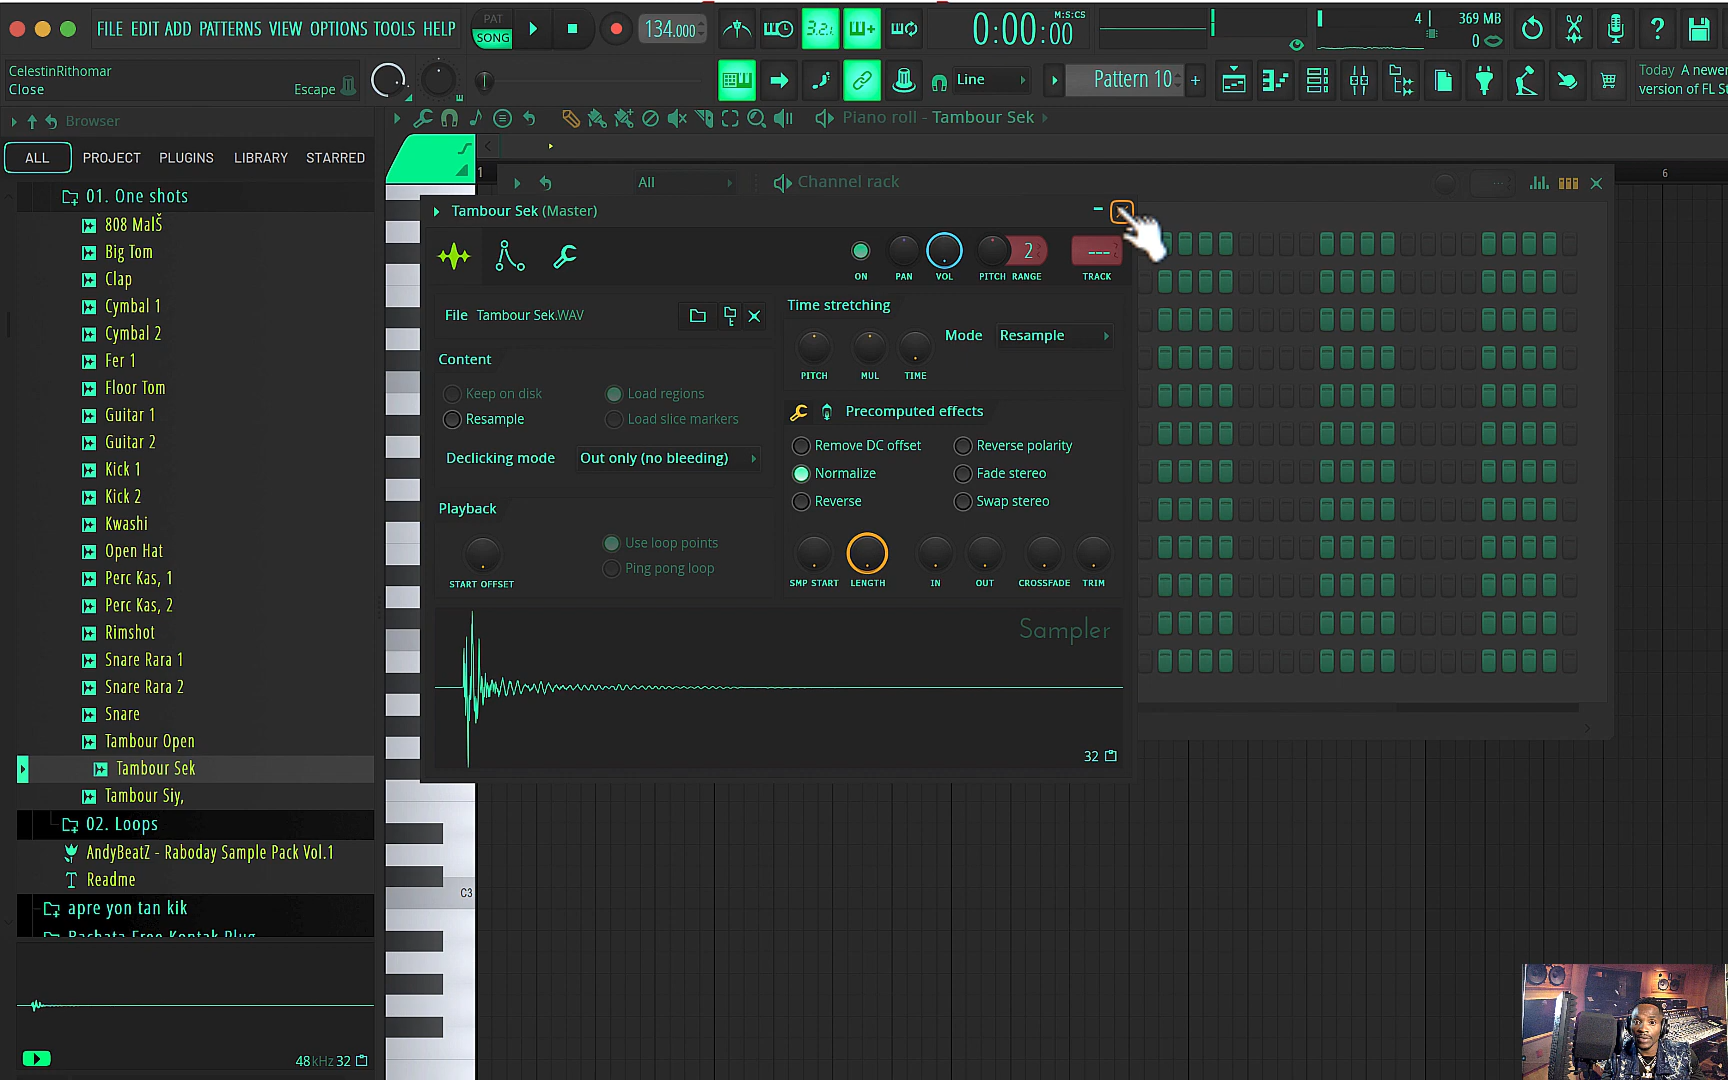 FILE EDIT ADD PATTERNS VIEW OPTIONS TOOLS HELP
PAT
SONG
134.000
3.2.:
0:00:00
M:S:CS
4
369 MB
0
CelestinRithomar
Close
Escape
Line
Pattern 10
+
Today A newer
version of FL St
Browser
Piano roll - Tambour Sek
ALL PROJECT PLUGINS LIBRARY STARRED
1
6
All
Channel rack
01. One shots
808 MalŠ
Big Tom
Clap
Cymbal 1
Cymbal 2
Fer 1
Floor Tom
Guitar 1
Guitar 2
Kick 1
Kick 2
Kwashi
Open Hat
Perc Kas, 1
Perc Kas, 2
Rimshot
Snare Rara 1
Snare Rara 2
Snare
Tambour Open
Tambour Sek
Tambour Siy,
02. Loops
AndyBeatZ - Raboday Sample Pack Vol.1
Readme
apre yon tan kik
Bachata Free Kontak Plug
48kHz 32
Tambour Sek (Master)
ON PAN VOL PITCH RANGE 2 TRACK ---
File Tambour Sek.WAV
Content
Keep on disk
Resample
Load regions
Load slice markers
Declicking mode Out only (no bleeding)
Playback
START OFFSET
Use loop points
Ping pong loop
Time stretching
PITCH MUL TIME
Mode Resample
Precomputed effects
Remove DC offset
Normalize
Reverse
Reverse polarity
Fade stereo
Swap stereo
SMP START LENGTH IN OUT CROSSFADE TRIM
Sampler
32
C3